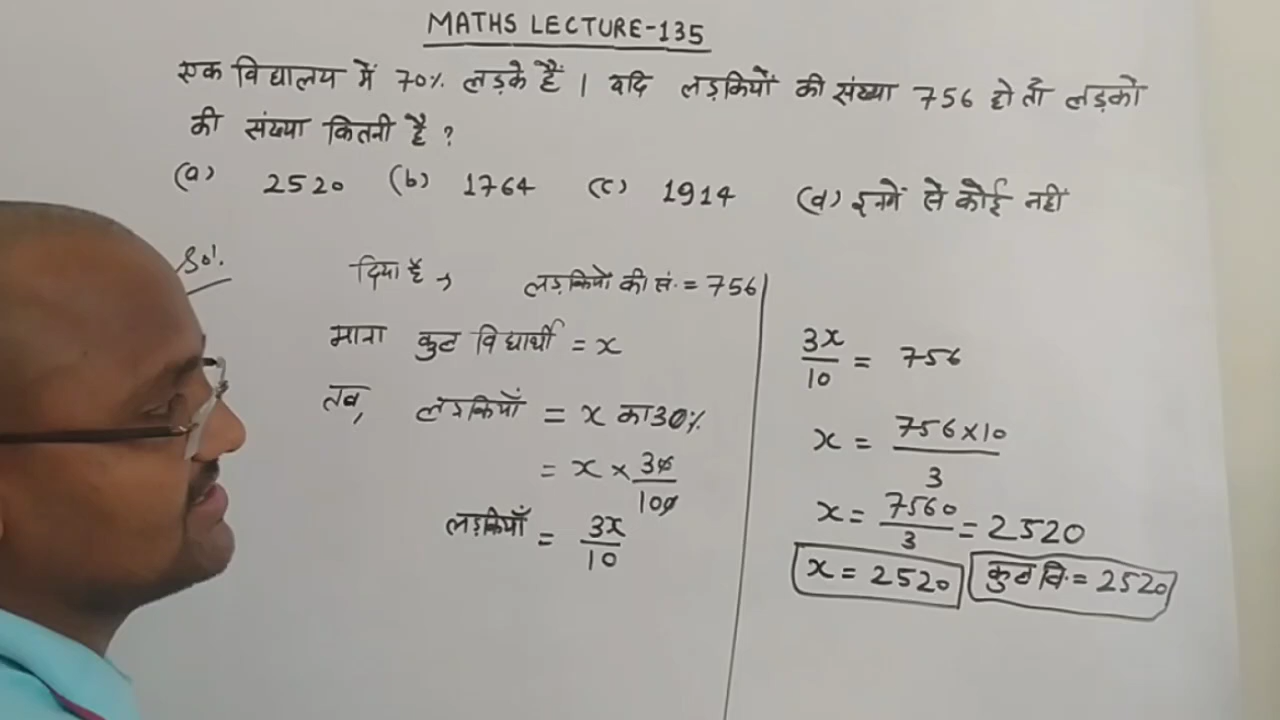 MATHS LECTURE-135
एक विद्यालय में 70% लड़के हैं । यदि लड़कियों की संख्या 756 हो तो लड़कों
की संख्या कितनी है ?
(a) 2520 (b) 1764 (c) 1914 (d) इनमें से कोई नहीं
Sol.
दिया है → लड़कियों की सं. = 756
माना कुल विद्यार्थी = x
तब, लड़कियाँ = x का 30%
= x × 30/100
लड़कियाँ = 3x/10
3x/10 = 756
x = 756×10/3
x = 7560/3 = 2520
x = 2520 कुल वि. = 2520